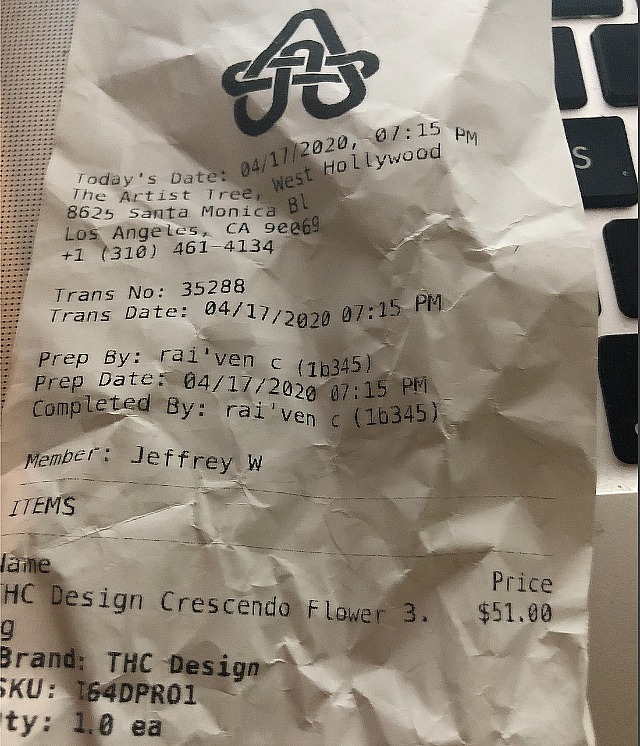 Today's Date: 04/17/2020, 07:15 PM
The Artist Tree, West Hollywood
8625 Santa Monica Bl
Los Angeles, CA 90069
+1 (310) 461-4134
Trans No: 35288
Trans Date: 04/17/2020 07:15 PM
Prep By: rai'ven c (1b345)
Prep Date: 04/17/2020 07:15 PM
Completed By: rai'ven c (1b345)
Member: Jeffrey W
ITEMS
lame
Price
HC Design Crescendo Flower 3. $51.00
g
Brand: THC Design
SKU: T64DPRO1
ty: 1.0 ea
S